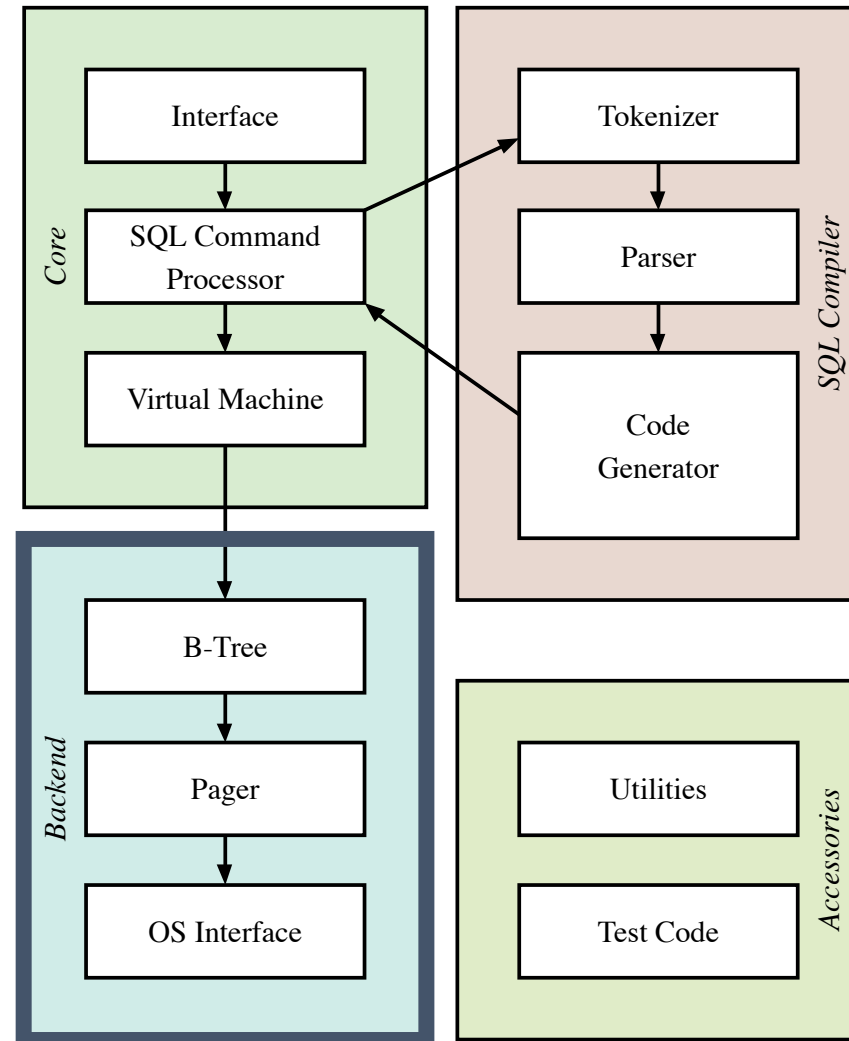 Core
Interface
SQL Command
Processor
Virtual Machine
SQL Compiler
Tokenizer
Parser
Code
Generator
Backend
B-Tree
Pager
OS Interface
Accessories
Utilities
Test Code